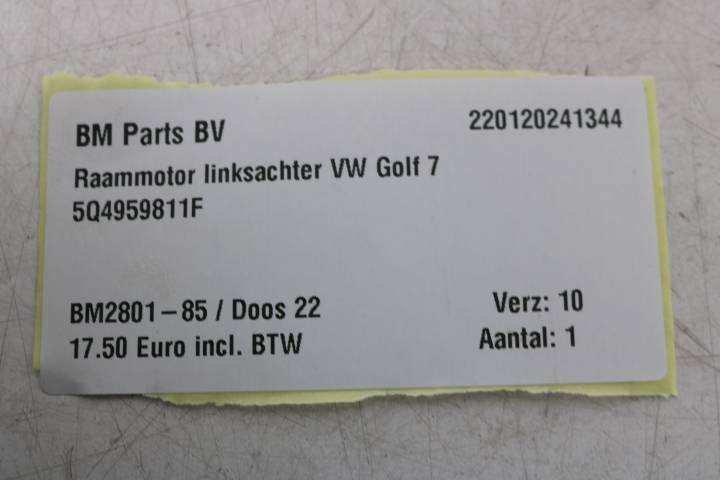 BM Parts BV 220120241344
Raammotor linksachter VW Golf 7
5Q4959811F
BM2801-85 / Doos 22 Verz: 10
17.50 Euro incl. BTW Aantal: 1